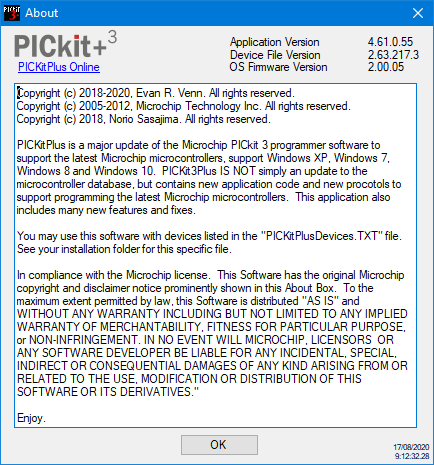 About
PICkit+3
PICKitPlus Online
Application Version 4.61.0.55
Device File Version 2.63.217.3
OS Firmware Version 2.00.05
Copyright (c) 2018-2020, Evan R. Venn. All rights reserved.
Copyright (c) 2005-2012, Microchip Technology Inc. All rights reserved.
Copyright (c) 2018, Norio Sasajima. All rights reserved.
PICKitPlus is a major update of the Microchip PICkit 3 programmer software to
support the latest Microchip microcontrollers, support Windows XP, Windows 7,
Windows 8 and Windows 10.  PICKit3Plus IS NOT simply an update to the
microcontroller database, but contains new application code and new procotols to
support programming the latest Microchip microcontrollers.  This application also
includes many new features and fixes.
You may use this software with devices listed in the "PICKitPlusDevices.TXT" file.
See your installation folder for this specific file.
In compliance with the Microchip license.  This Software has the original Microchip
copyright and disclaimer notice prominently shown in this About Box.  To the
maximum extent permitted by law, this Software is distributed "AS IS" and
WITHOUT ANY WARRANTY INCLUDING BUT NOT LIMITED TO ANY IMPLIED
WARRANTY OF MERCHANTABILITY, FITNESS FOR PARTICULAR PURPOSE,
or NON-INFRINGEMENT. IN NO EVENT WILL MICROCHIP, LICENSORS  OR
ANY SOFTWARE DEVELOPER BE LIABLE FOR ANY INCIDENTAL, SPECIAL,
INDIRECT OR CONSEQUENTIAL DAMAGES OF ANY KIND ARISING FROM OR
RELATED TO THE USE, MODIFICATION OR DISTRIBUTION OF THIS
SOFTWARE OR ITS DERIVATIVES."
Enjoy.
OK
17/08/2020
9:12:32.28